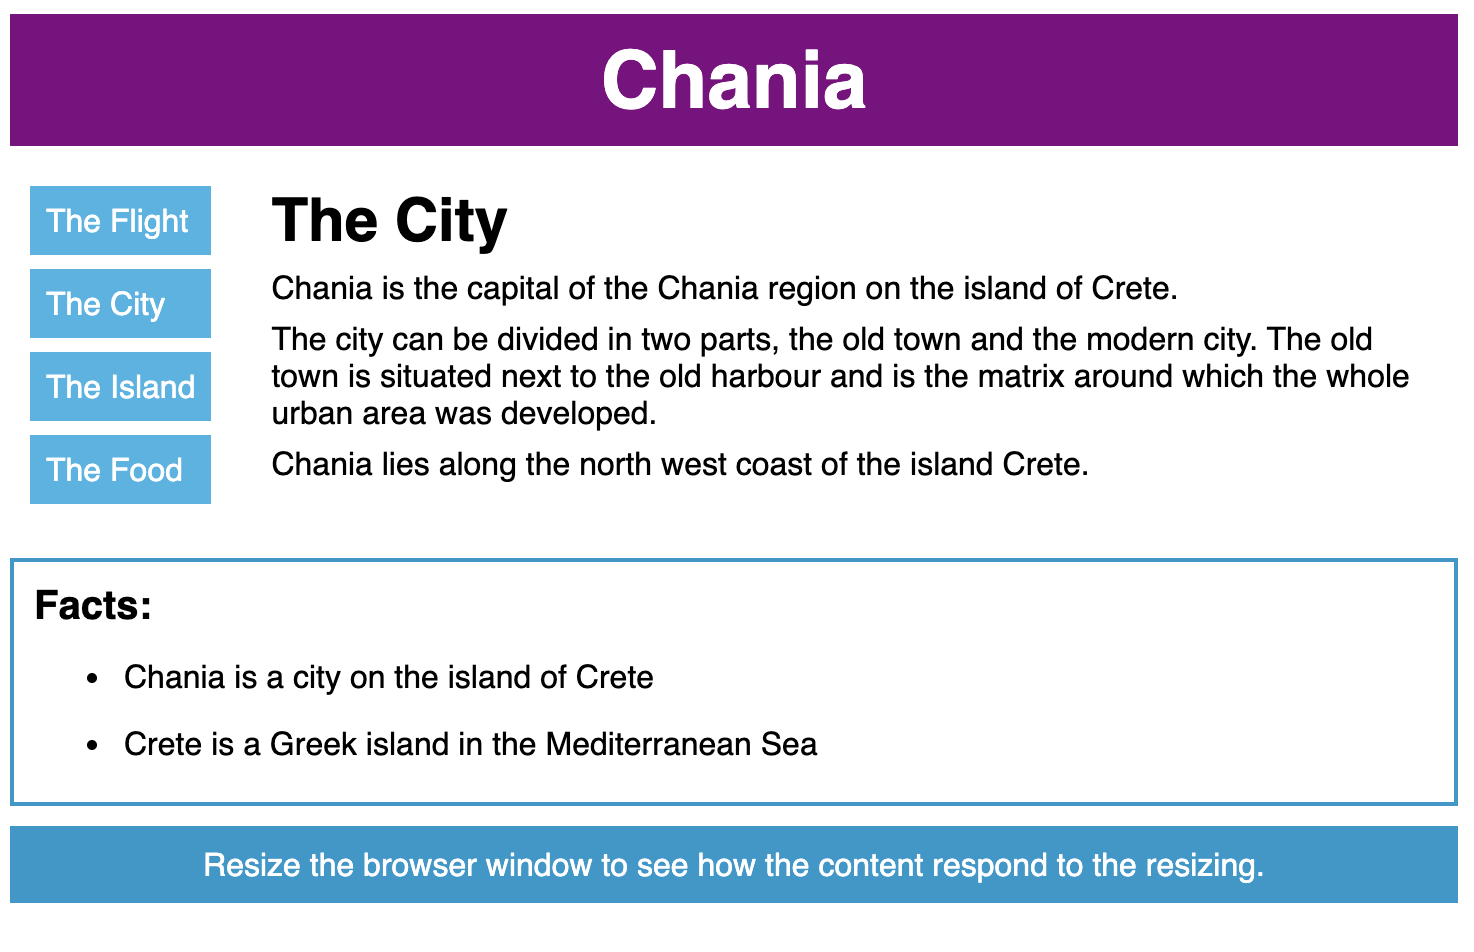 Chania
The Flight
The City
The Island
The Food
The City
Chania is the capital of the Chania region on the island of Crete.
The city can be divided in two parts, the old town and the modern city. The old
town is situated next to the old harbour and is the matrix around which the whole
urban area was developed.
Chania lies along the north west coast of the island Crete.
Facts:
• Chania is a city on the island of Crete
• Crete is a Greek island in the Mediterranean Sea
Resize the browser window to see how the content respond to the resizing.